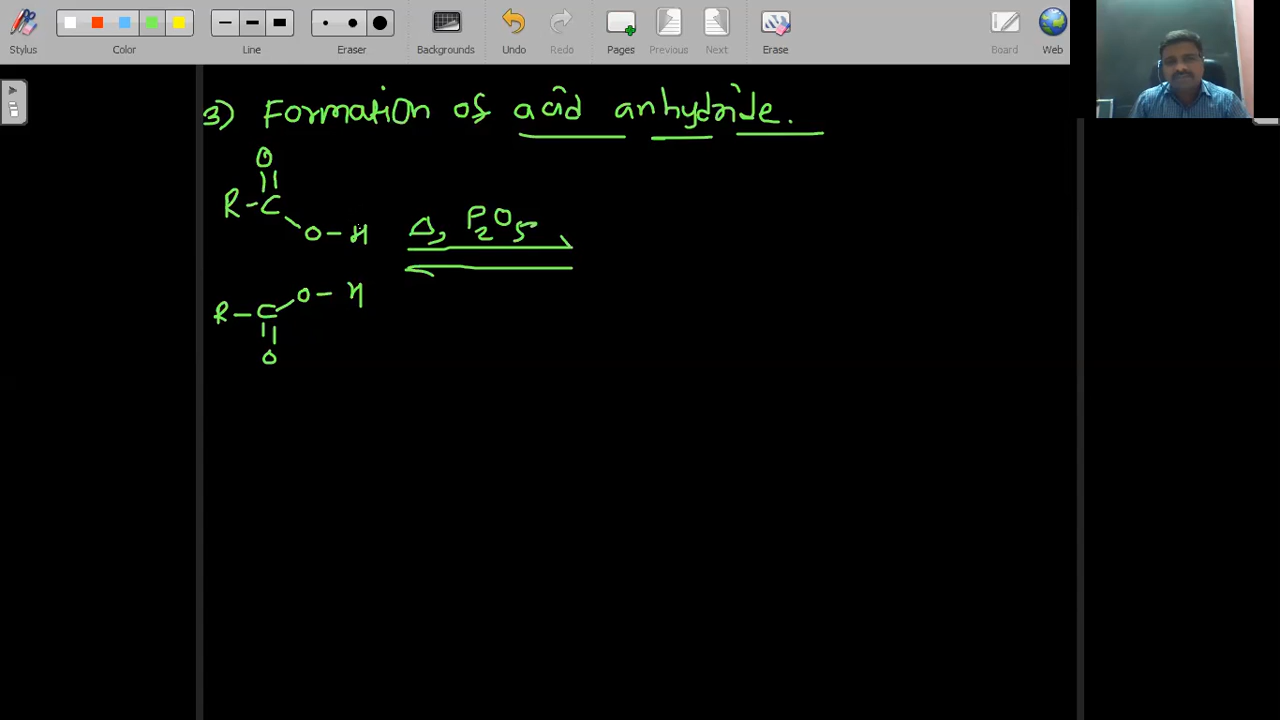 Stylus Color Line Eraser Backgrounds Undo Redo Pages Previous Next Erase Board Web
3) Formation of acid anhydride.
O
R-C
O-H
Δ, P2O5
O-H
R-C
O